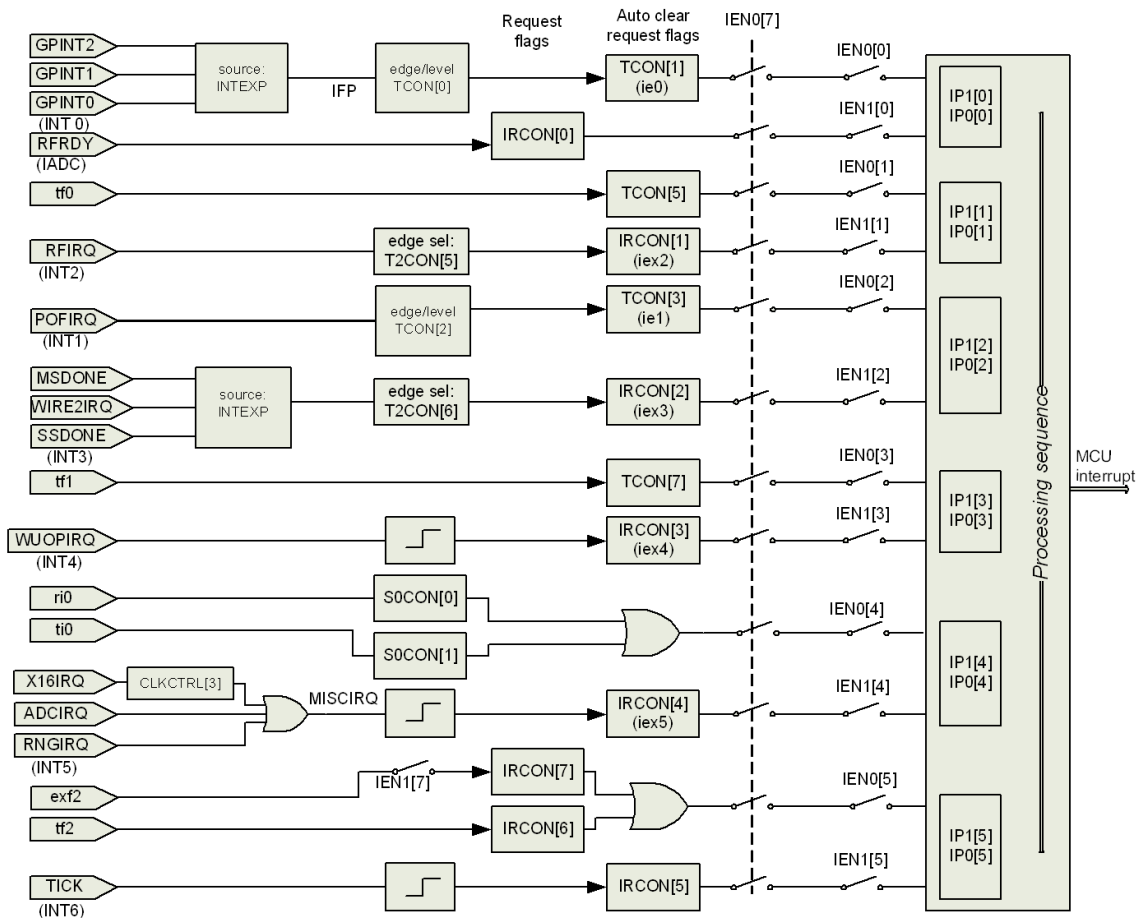 Request
flags
Auto clear
request flags
IEN0[7]
GPINT2
GPINT1
GPINT0
(INT 0)
source:
INTEXP
IFP
edge/level
TCON[0]
TCON[1]
(ie0)
IEN0[0]
IP1[0]
IP0[0]
RFRDY
(IADC)
IRCON[0]
IEN1[0]
tf0
TCON[5]
IEN0[1]
IP1[1]
IP0[1]
RFIRQ
(INT2)
edge sel:
T2CON[5]
IRCON[1]
(iex2)
IEN1[1]
POFIRQ
(INT1)
edge/level
TCON[2]
TCON[3]
(ie1)
IEN0[2]
IP1[2]
IP0[2]
MSDONE
WIRE2IRQ
SSDONE
(INT3)
source:
INTEXP
edge sel:
T2CON[6]
IRCON[2]
(iex3)
IEN1[2]
tf1
TCON[7]
IEN0[3]
IP1[3]
IP0[3]
Processing sequence
MCU
interrupt
WUOPIRQ
(INT4)
IRCON[3]
(iex4)
IEN1[3]
ri0
S0CON[0]
ti0
S0CON[1]
IEN0[4]
IP1[4]
IP0[4]
X16IRQ
CLKCTRL[3]
ADCIRQ
RNGIRQ
(INT5)
MISCIRQ
IRCON[4]
(iex5)
IEN1[4]
exf2
IEN1[7]
IRCON[7]
IEN0[5]
tf2
IRCON[6]
IP1[5]
IP0[5]
TICK
(INT6)
IRCON[5]
IEN1[5]